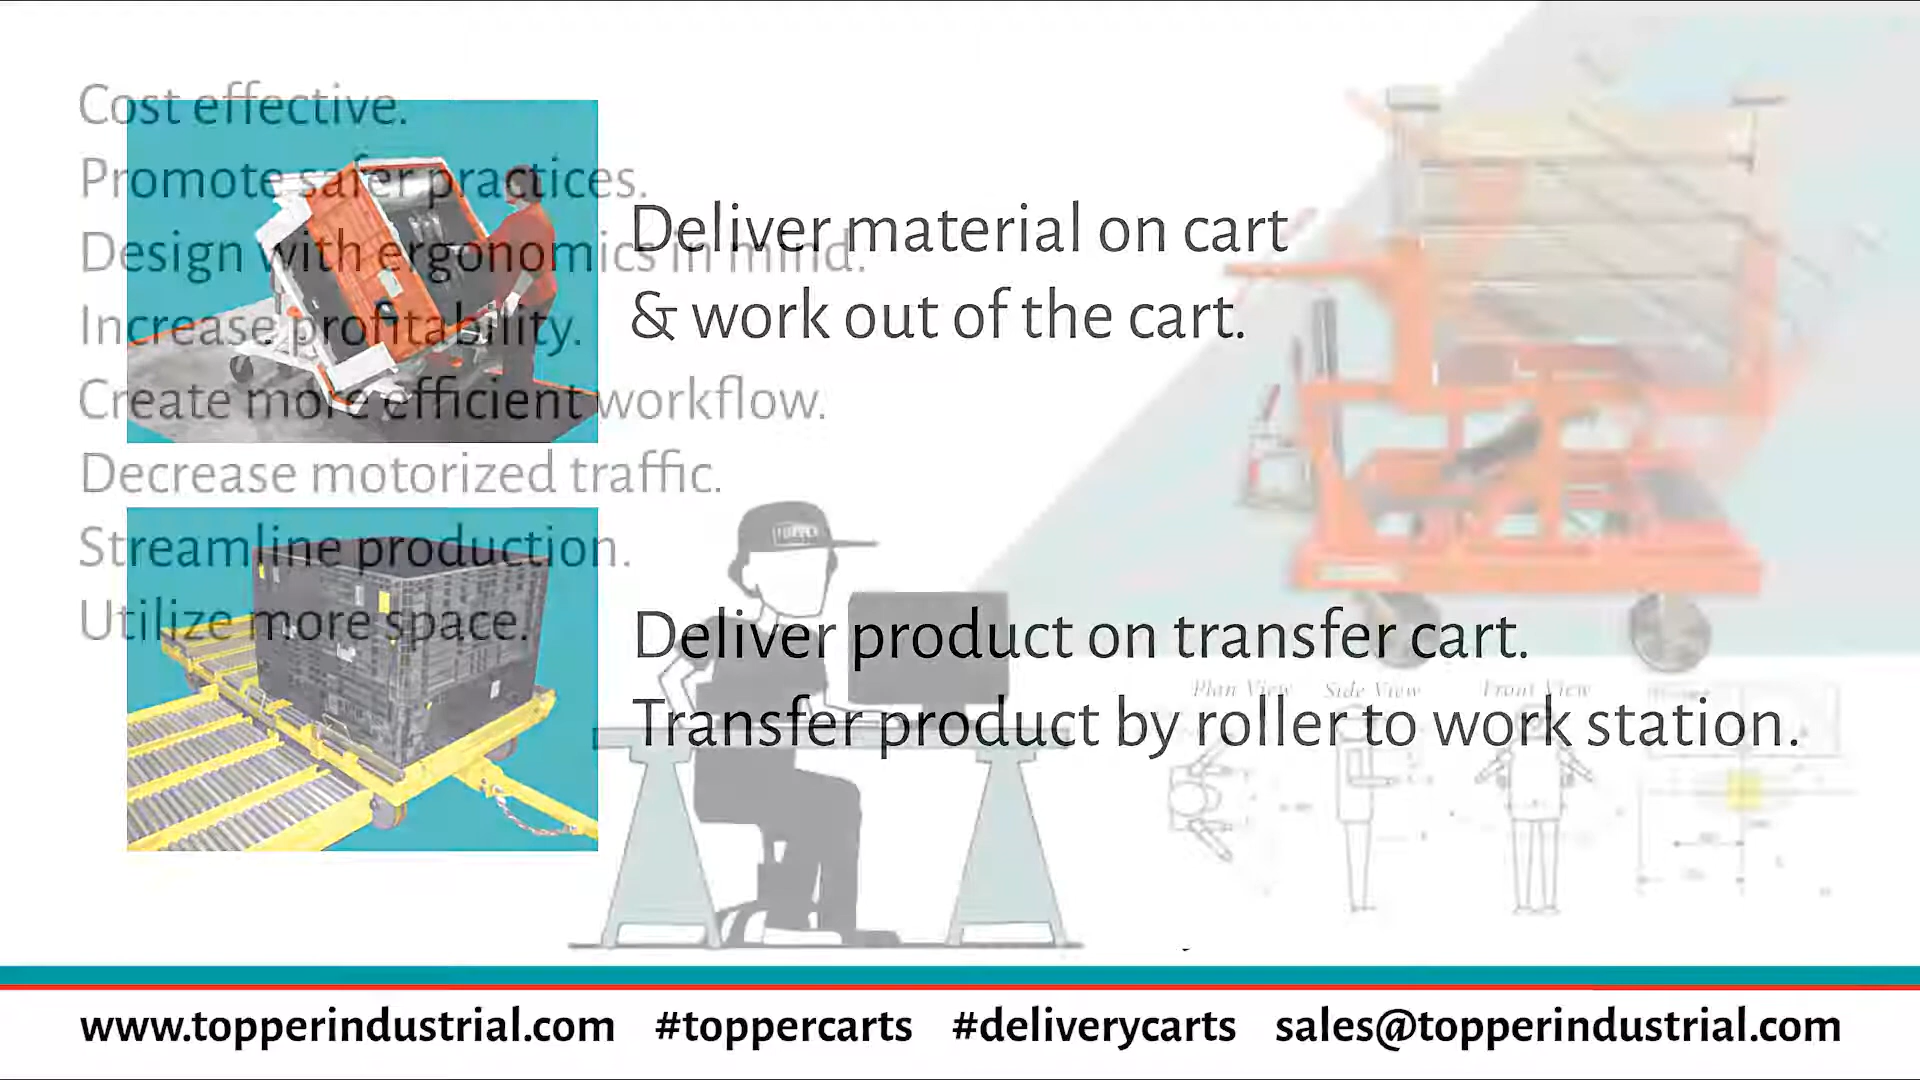 Cost effective.
Promote safer practices.
Design with ergonomics in mind.
Increase profitability.
Create more efficient workflow.
Decrease motorized traffic.
Streamline production.
Utilize more space.
Deliver material on cart
& work out of the cart.
TOPPER
Deliver product on transfer cart.
Transfer product by roller to work station.
Plan View Side View Front View
www.topperindustrial.com #toppercarts #deliverycarts sales@topperindustrial.com